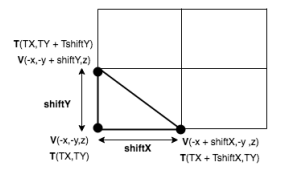 T(TX,TY + TshiftY)
V(-x,-y + shiftY,z)
shiftY
V(-x,-y,z)
T(TX,TY)
shiftX
V(-x + shiftX,-y ,z)
T(TX + TshiftX,TY)